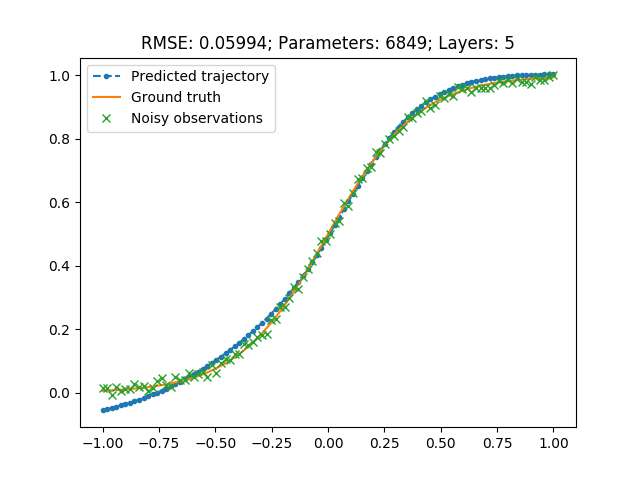 RMSE: 0.05994; Parameters: 6849; Layers: 5
Predicted trajectory
Ground truth
Noisy observations
1.0
0.8
0.6
0.4
0.2
0.0
−1.00 −0.75 −0.50 −0.25 0.00 0.25 0.50 0.75 1.00